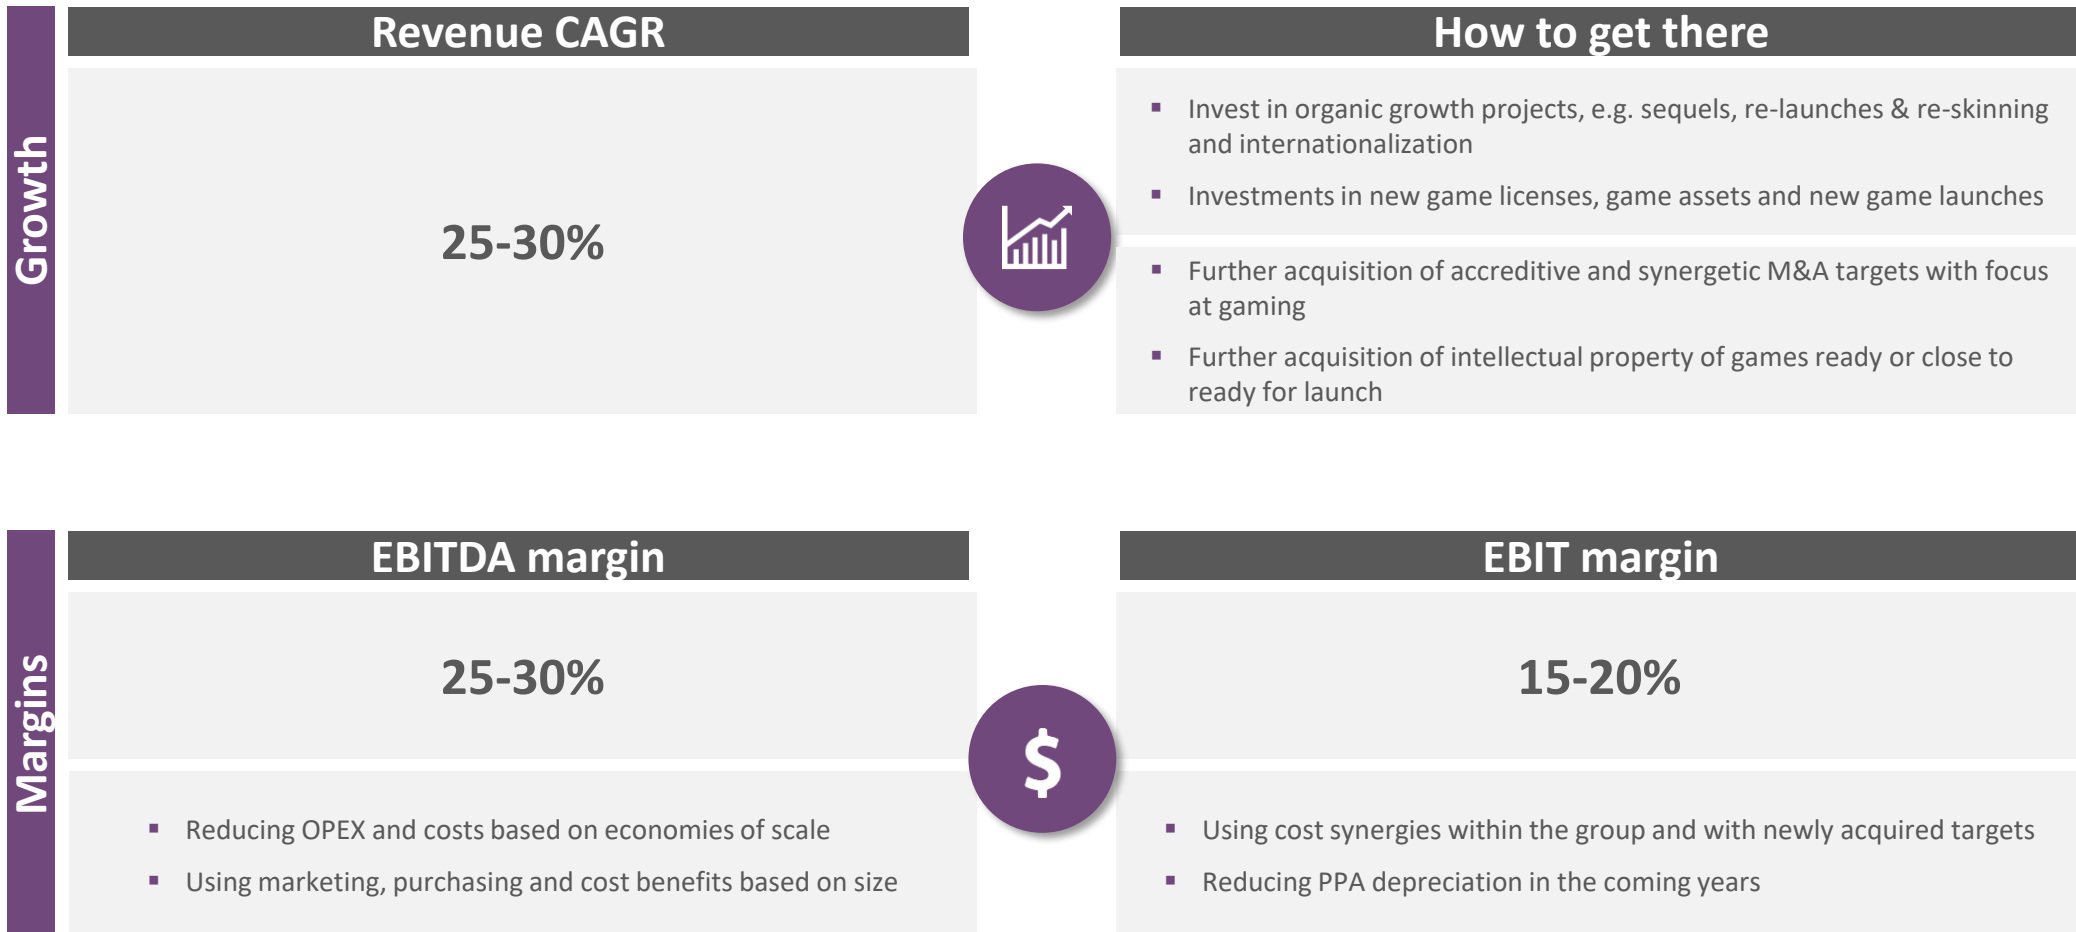 Growth
Revenue CAGR
25-30%
How to get there
▪ Invest in organic growth projects, e.g. sequels, re-launches & re-skinning
and internationalization
▪ Investments in new game licenses, game assets and new game launches
▪ Further acquisition of accreditive and synergetic M&A targets with focus
at gaming
▪ Further acquisition of intellectual property of games ready or close to
ready for launch
Margins
EBITDA margin
25-30%
▪ Reducing OPEX and costs based on economies of scale
▪ Using marketing, purchasing and cost benefits based on size
$
EBIT margin
15-20%
▪ Using cost synergies within the group and with newly acquired targets
▪ Reducing PPA depreciation in the coming years